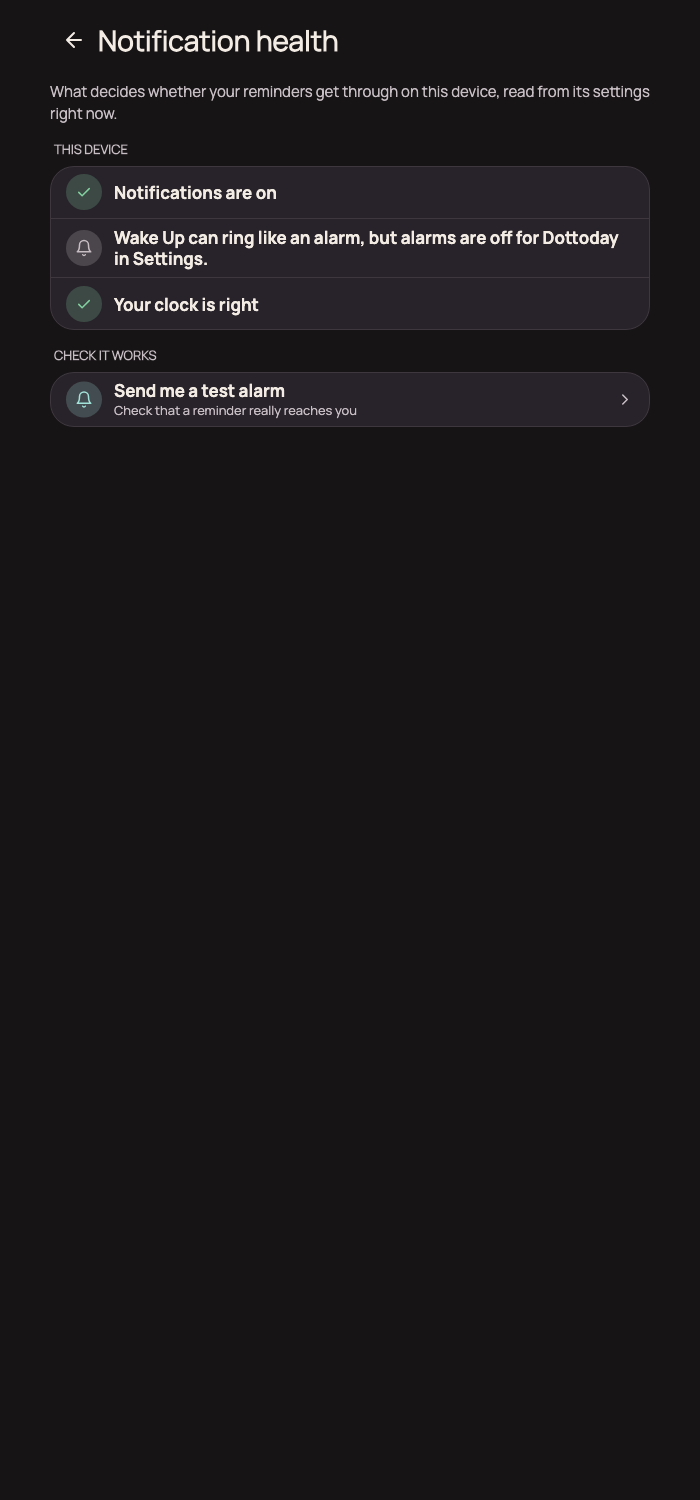 Notification health
What decides whether your reminders get through on this device, read from its settings
right now.
THIS DEVICE
Notifications are on
Wake Up can ring like an alarm, but alarms are off for Dottoday
in Settings.
Your clock is right
CHECK IT WORKS
Send me a test alarm
Check that a reminder really reaches you